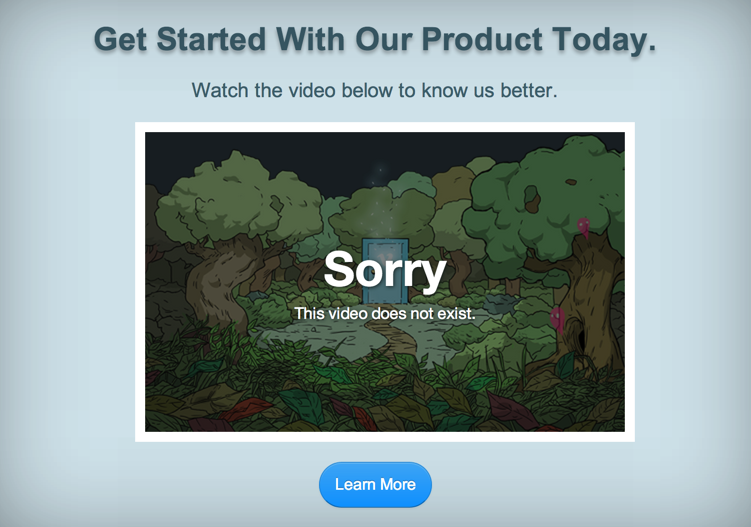 Get Started With Our Product Today.
Watch the video below to know us better.
Sorry
This video does not exist.
Learn More